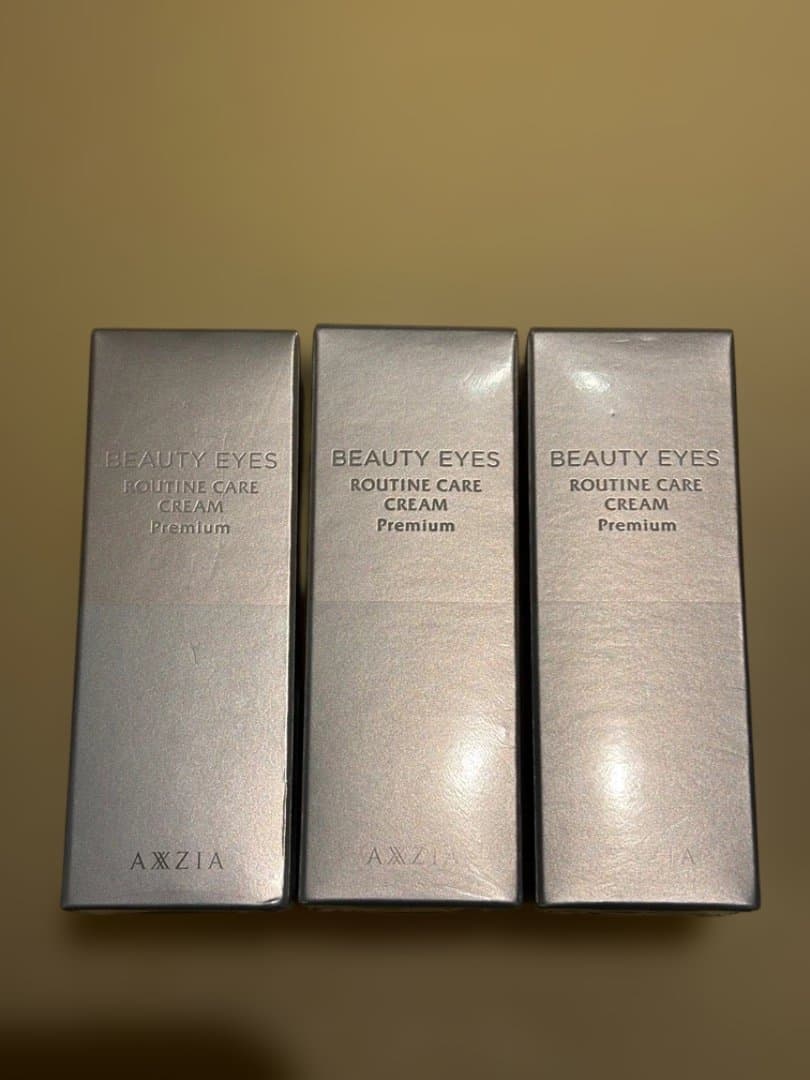 BEAUTY EYES
ROUTINE CARE
CREAM
Premium
AXXZIA
BEAUTY EYES
ROUTINE CARE
CREAM
Premium
AXXZIA
BEAUTY EYES
ROUTINE CARE
CREAM
Premium